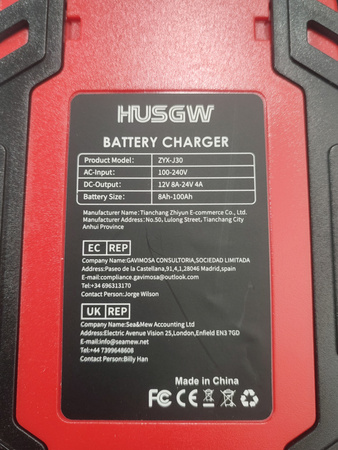 HUSGW
BATTERY CHARGER
Product Model: ZYX-J30
AC-Input: 100-240V
DC-Output: 12V 8A-24V 4A
Battery Size: 8Ah-100Ah
Manufacturer Name: Tianchang Zhiyun E-commerce Co., Ltd.
Manufacturer Address: No.50, Lulong Street, Tianchang City
Anhui Province
EC REP
Company Name:GAVIMOSA CONSULTORIA,SOCIEDAD LIMITADA
Address:Paseo de la Castellana,91,4,1,28046 Madrid,spain
E-mail:compliance.gavimosa@outlook.com
Tel:+34 696313170
Contact Person:Jorge Wilson
UK REP
Company Name:Sea&Mew Accounting Ltd
Address:Electric Avenue Vision 25,London,Enfield EN3 7GD
E-mail:info@seamew.net
Tel:+44 7399648608
Contact Person:Billy Han
Made in China
FC CE